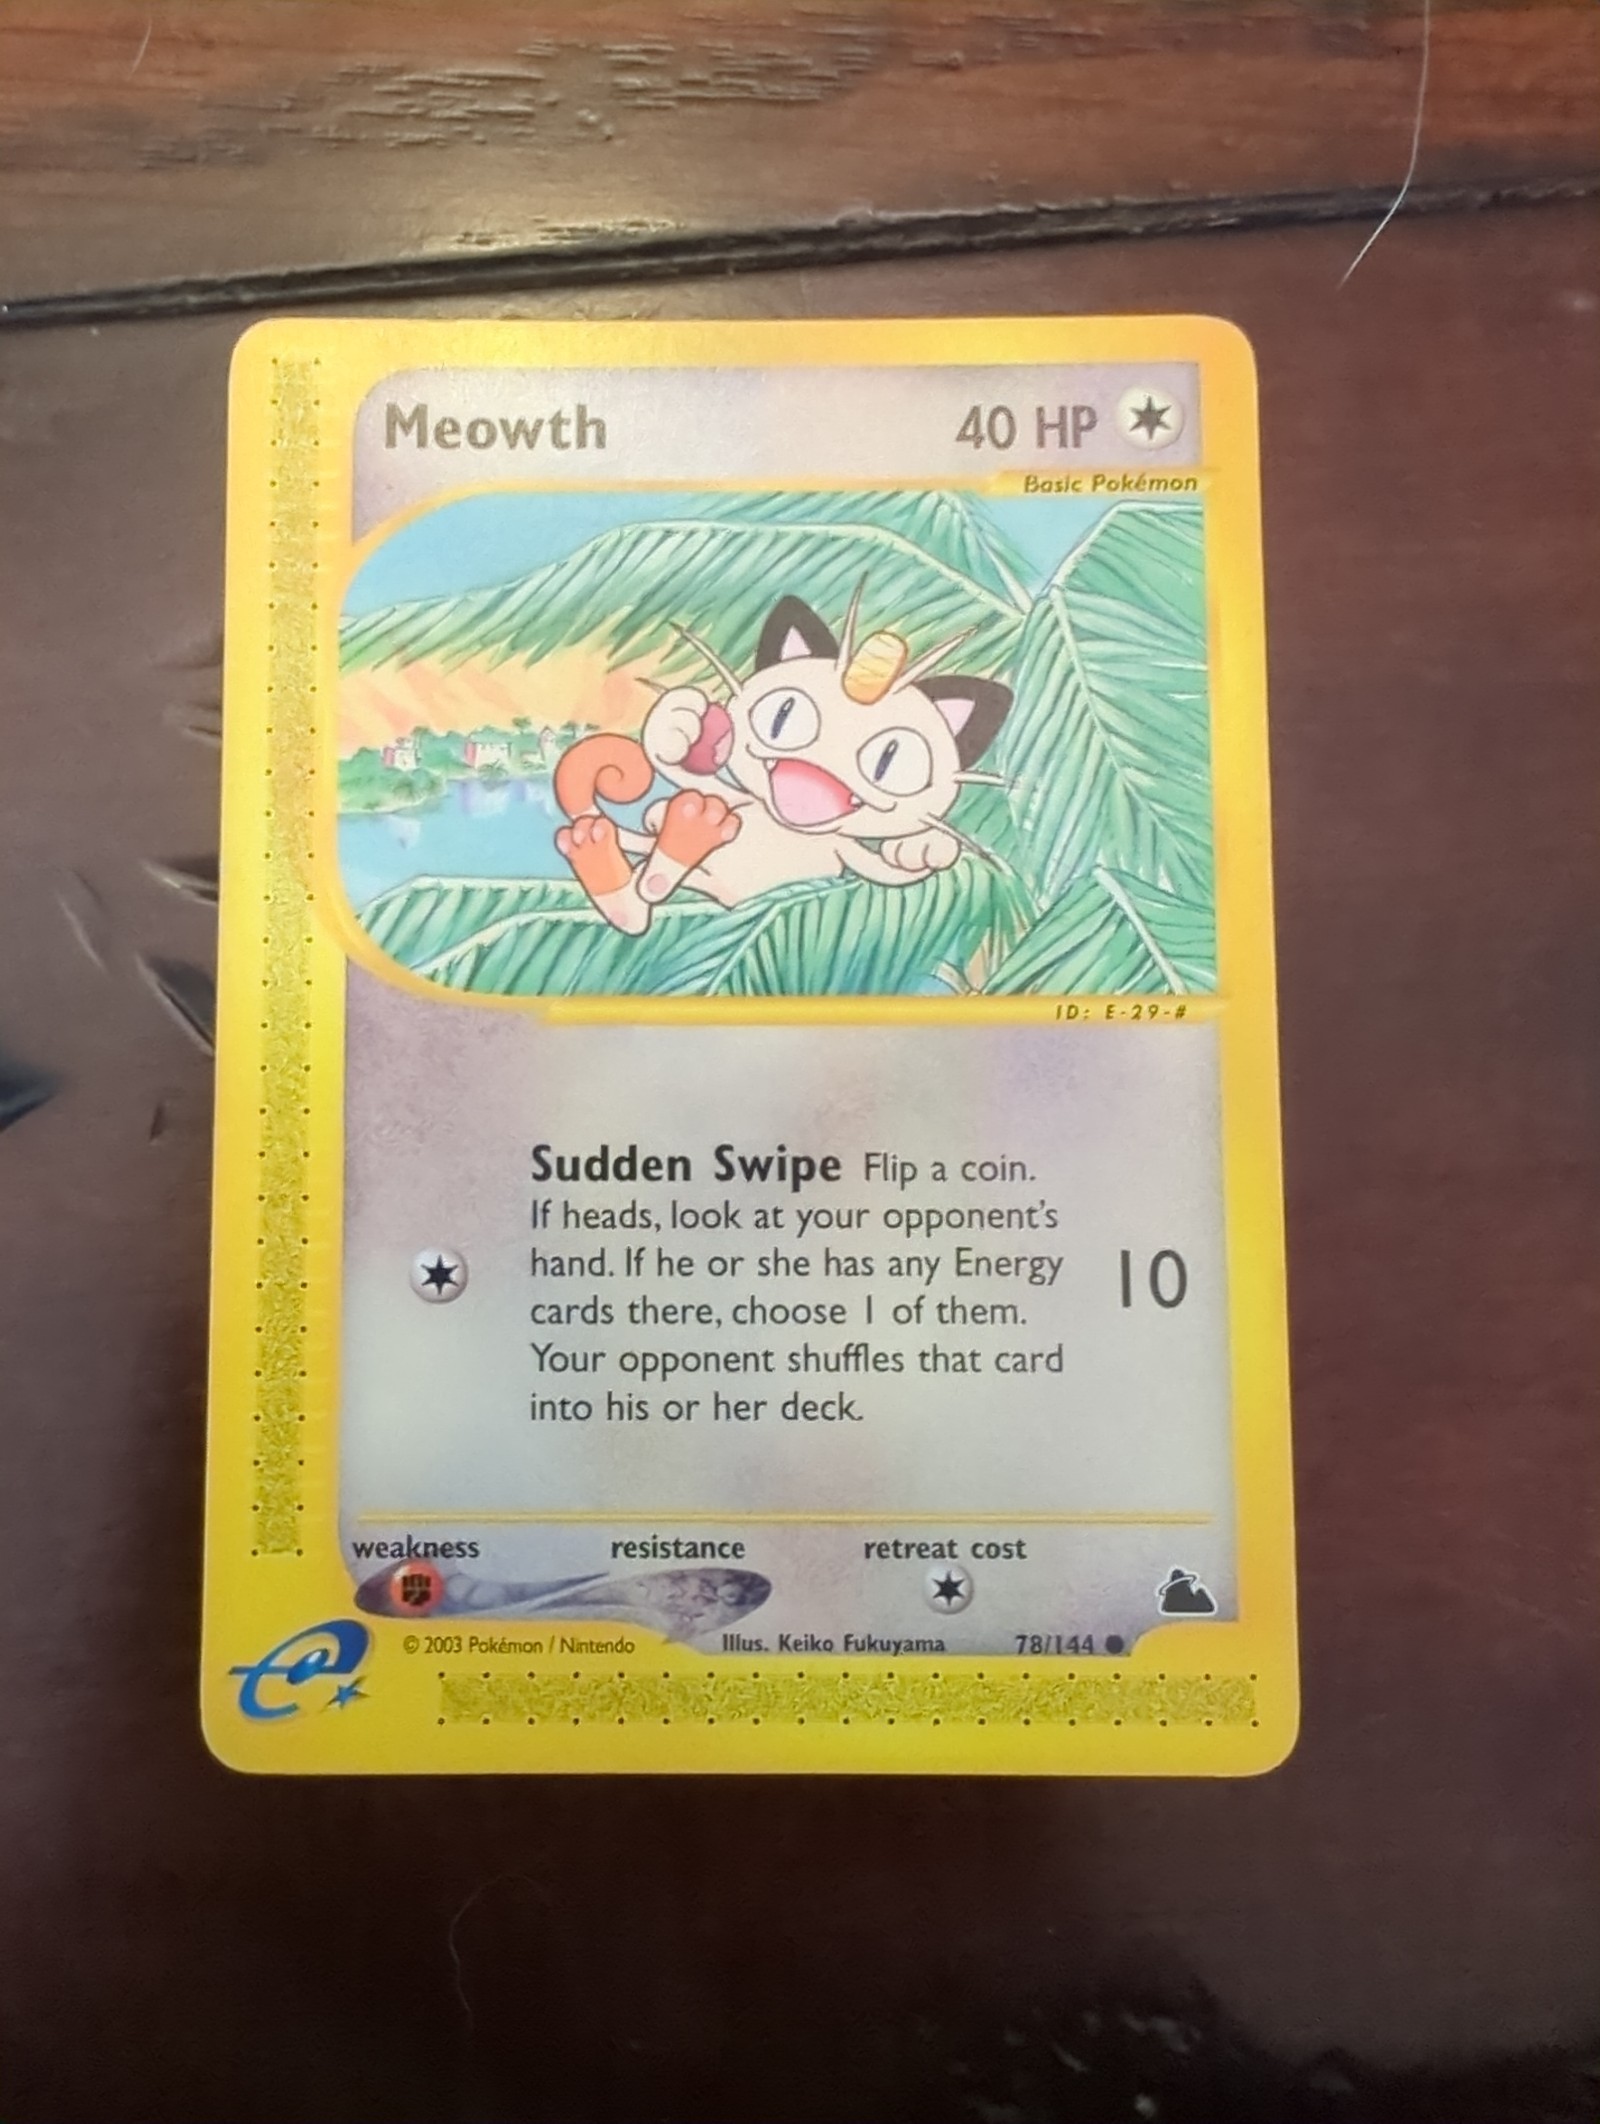 Meowth 40 HP
Basic Pokémon
ID: E-29-#
Sudden Swipe Flip a coin.
If heads, look at your opponent's
hand. If he or she has any Energy
cards there, choose 1 of them.
Your opponent shuffles that card
into his or her deck.
10
weakness resistance retreat cost
© 2003 Pokémon / Nintendo Illus. Keiko Fukuyama 78/144 ●
e